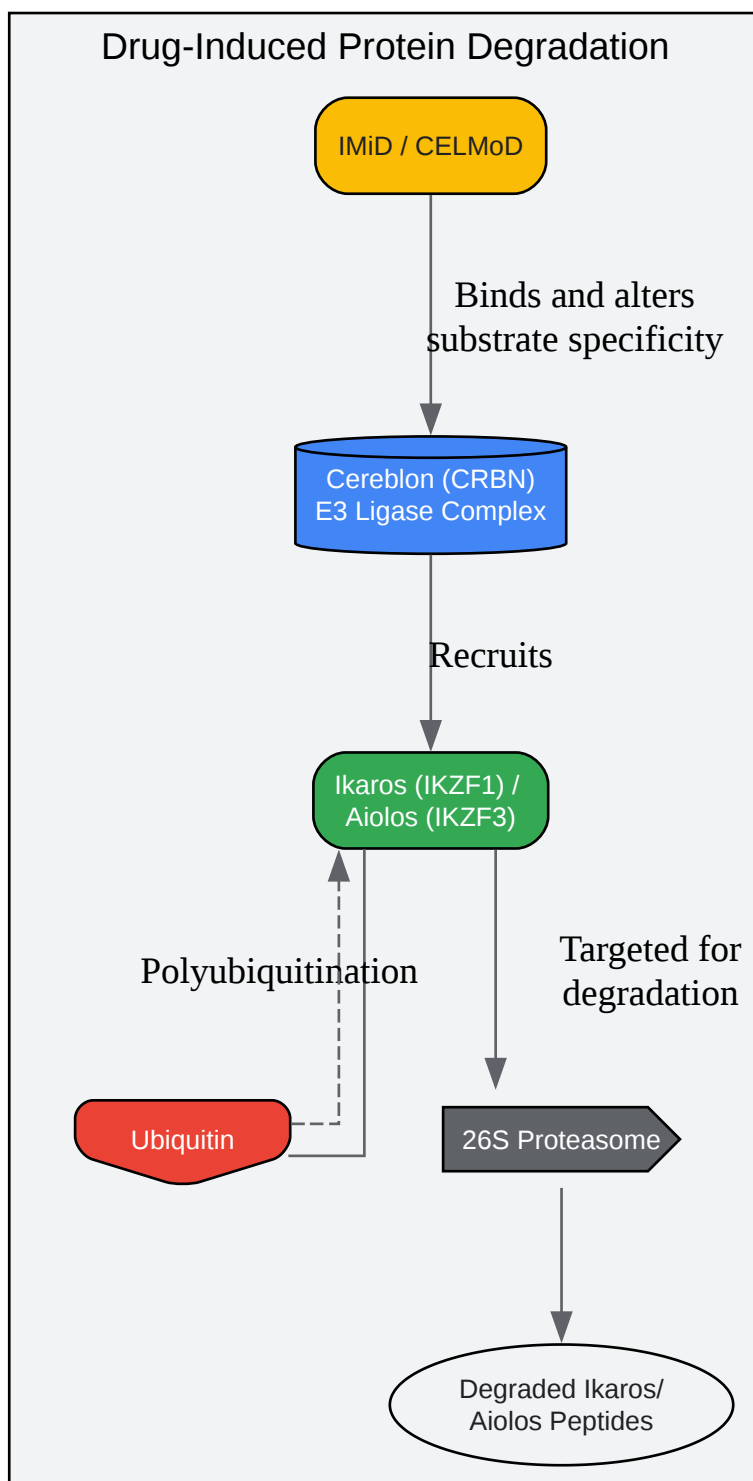 Drug-Induced Protein Degradation
IMiD / CELMoD
Binds and alters
substrate specificity
Cereblon (CRBN)
E3 Ligase Complex
Recruits
Ikaros (IKZF1) /
Aiolos (IKZF3)
Polyubiquitination
Targeted for
degradation
Ubiquitin
26S Proteasome
Degraded Ikaros/
Aiolos Peptides